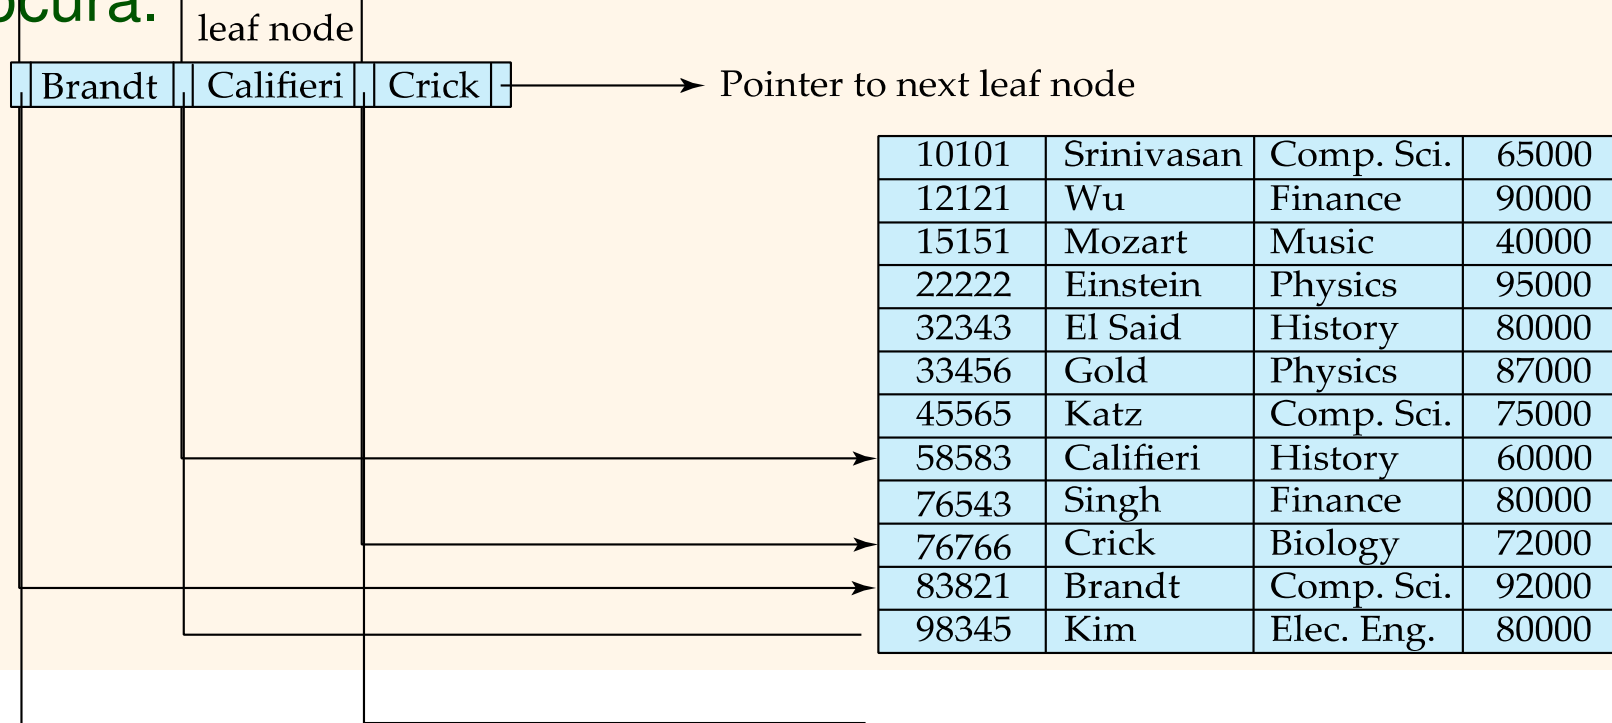 ocura:
leaf node
Brandt Califieri Crick Pointer to next leaf node
10101 Srinivasan Comp. Sci. 65000
12121 Wu Finance 90000
15151 Mozart Music 40000
22222 Einstein Physics 95000
32343 El Said History 80000
33456 Gold Physics 87000
45565 Katz Comp. Sci. 75000
58583 Califieri History 60000
76543 Singh Finance 80000
76766 Crick Biology 72000
83821 Brandt Comp. Sci. 92000
98345 Kim Elec. Eng. 80000